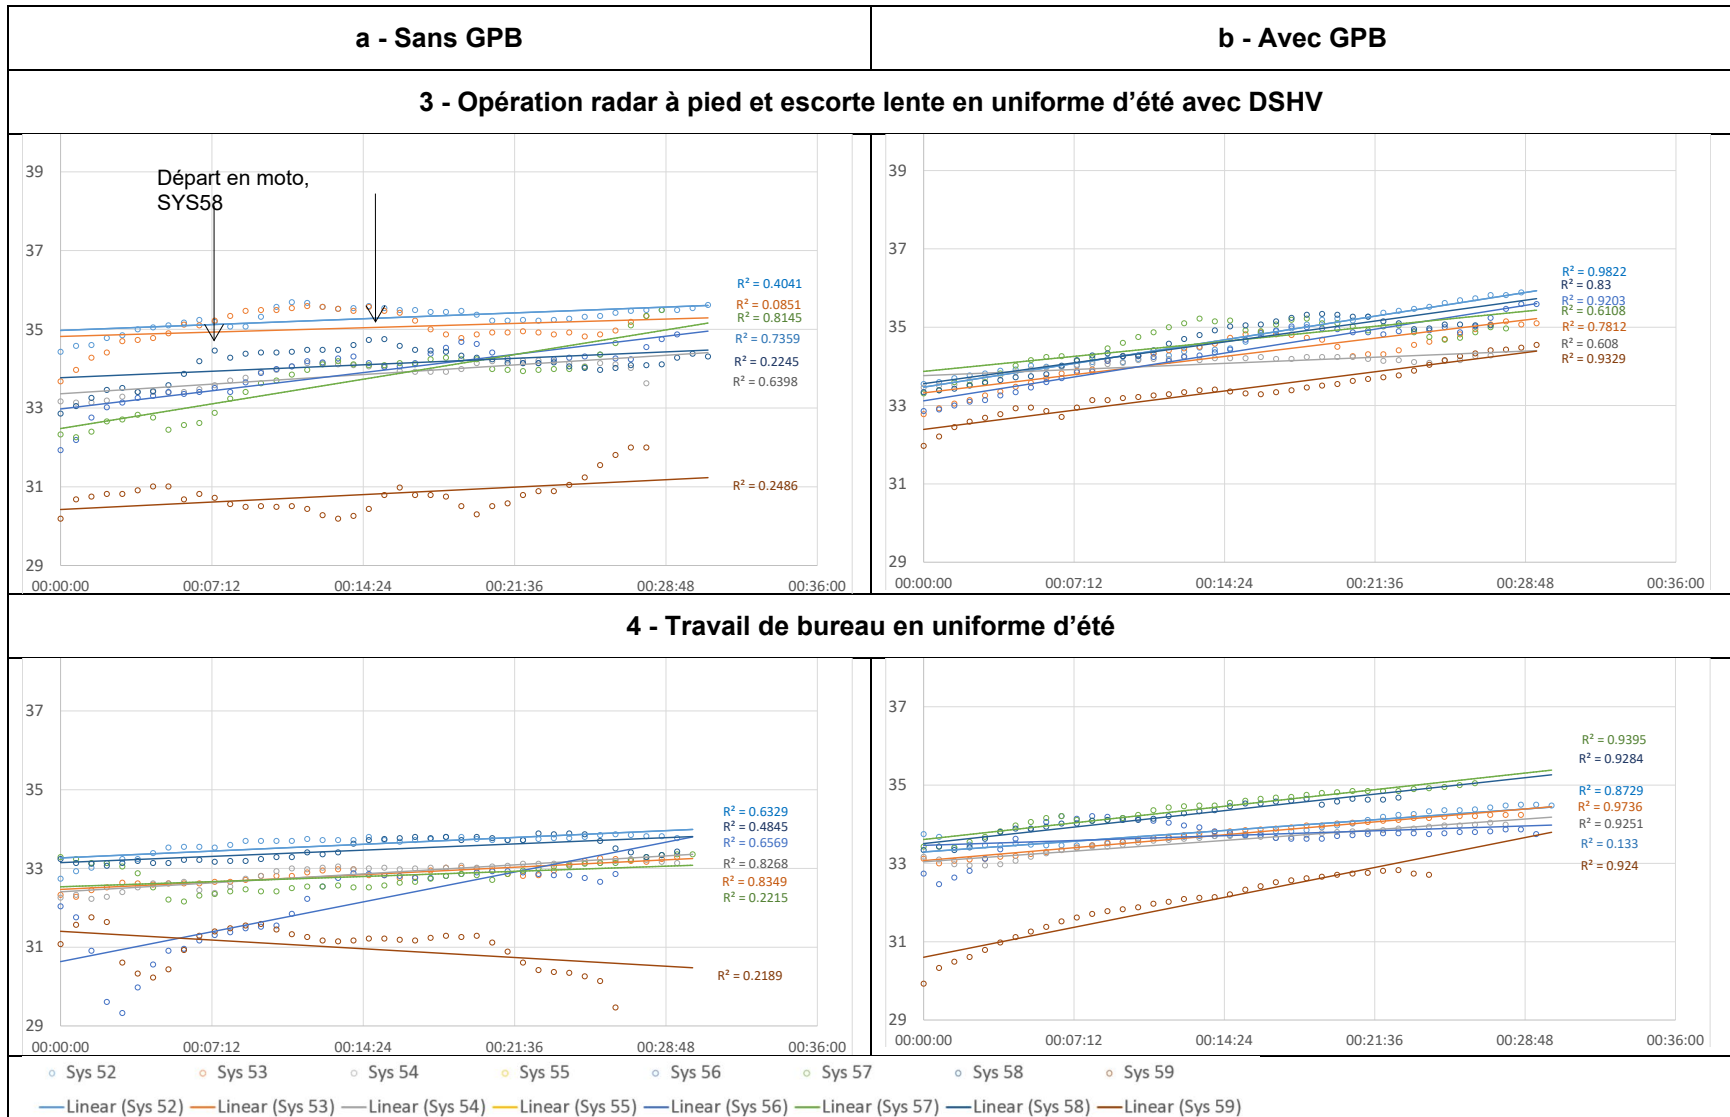 a - Sans GPB
b - Avec GPB
3 - Opération radar à pied et escorte lente en uniforme d'été avec DSHV
39
37
35
33
31
29
Départ en moto,
SYS58
R² = 0.4041
R² = 0.0851
R² = 0.8145
R² = 0.7359
R² = 0.2245
R² = 0.6398
R² = 0.2486
00:00:00
00:07:12
00:14:24
00:21:36
00:28:48
00:36:00
39
37
35
33
31
29
R² = 0.9822
R² = 0.83
R² = 0.9203
R² = 0.6108
R² = 0.7812
R² = 0.608
R² = 0.9329
00:00:00
00:07:12
00:14:24
00:21:36
00:28:48
00:36:00
4 - Travail de bureau en uniforme d'été
37
35
33
31
29
R² = 0.6329
R² = 0.4845
R² = 0.6569
R² = 0.8268
R² = 0.8349
R² = 0.2215
R² = 0.2189
00:00:00
00:07:12
00:14:24
00:21:36
00:28:48
00:36:00
37
35
33
31
29
R² = 0.9395
R² = 0.9284
R² = 0.8729
R² = 0.9736
R² = 0.9251
R² = 0.133
R² = 0.924
00:00:00
00:07:12
00:14:24
00:21:36
00:28:48
00:36:00
Sys 52
Sys 53
Sys 54
Sys 55
Sys 56
Sys 57
Sys 58
Sys 59
Linear (Sys 52)
Linear (Sys 53)
Linear (Sys 54)
Linear (Sys 55)
Linear (Sys 56)
Linear (Sys 57)
Linear (Sys 58)
Linear (Sys 59)